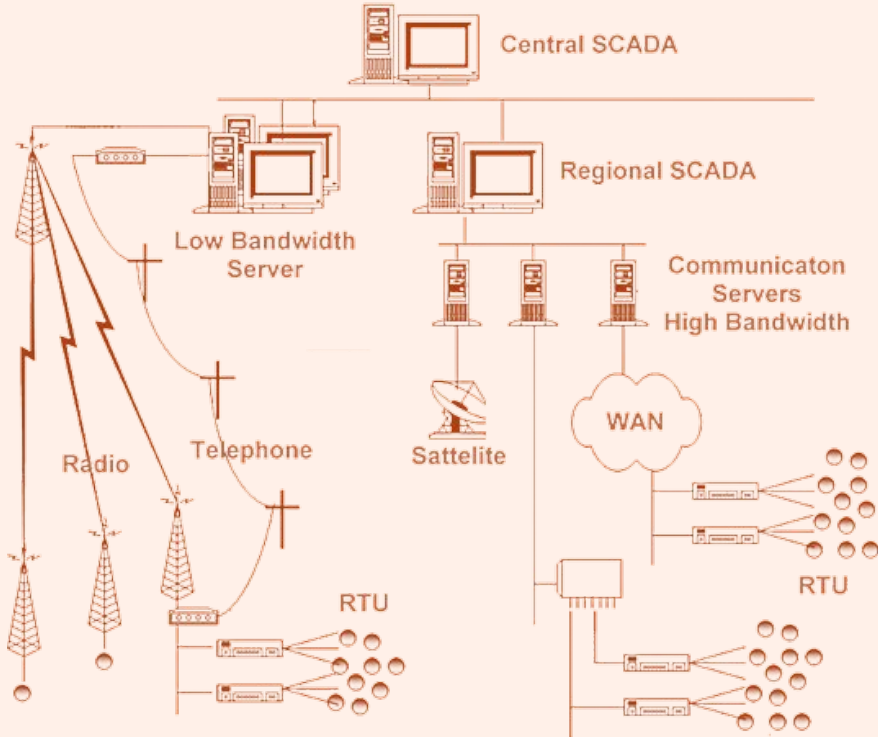 Central SCADA
Regional SCADA
Low Bandwidth
Server
Communicaton
Servers
High Bandwidth
WAN
Radio
Telephone
Sattelite
RTU
RTU